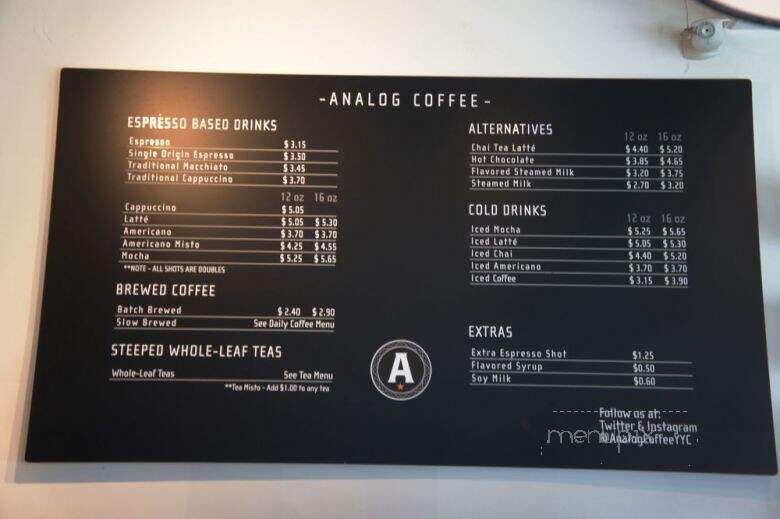 -ANALOG COFFEE-
ESPRESSO BASED DRINKS
Espresso $3.15
Single Origin Espresso $3.50
Traditional Macchiato $3.45
Traditional Cappuccino $3.70
12 oz 16 oz
Cappuccino $5.05
Latté $5.05 $5.30
Americano $3.70 $3.70
Americano Misto $4.25 $4.55
Mocha $5.25 $5.65
**NOTE - ALL SHOTS ARE DOUBLES
BREWED COFFEE
Batch Brewed $2.40 $2.90
Slow Brewed See Daily Coffee Menu
STEEPED WHOLE-LEAF TEAS
Whole-Leaf Teas See Tea Menu
**Tea Misto - Add $1.00 to any tea
A
ALTERNATIVES
12 oz 16 oz
Chai Tea Latté $4.40 $5.20
Hot Chocolate $3.85 $4.65
Flavored Steamed Milk $3.20 $3.75
Steamed Milk $2.70 $3.20
COLD DRINKS
12 oz 16 oz
Iced Mocha $5.25 $5.65
Iced Latté $5.05 $5.30
Iced Chai $4.40 $5.20
Iced Americano $3.70 $3.70
Iced Coffee $3.15 $3.90
EXTRAS
Extra Espresso Shot $1.25
Flavored Syrup $0.50
Soy Milk $0.60
Follow us at:
Twitter & Instagram
@AnalogCoffeeYYC
menupix